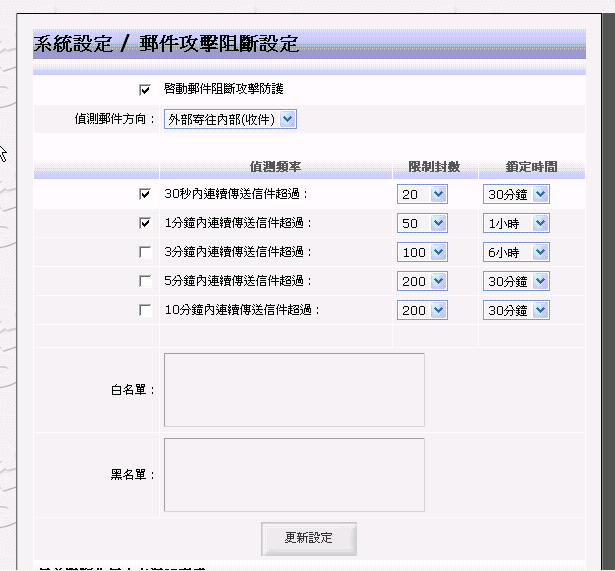 系統設定 / 郵件攻擊阻斷設定
啓動郵件阻斷攻擊防護
偵測郵件方向： 外部寄往內部(收件)
偵測頻率 限制封數 鎖定時間
30秒內連續傳送信件超過： 20 30分鐘
1分鐘內連續傳送信件超過： 50 1小時
3分鐘內連續傳送信件超過： 100 6小時
5分鐘內連續傳送信件超過： 200 30分鐘
10分鐘內連續傳送信件超過： 200 30分鐘
白名單：
黑名單：
更新設定